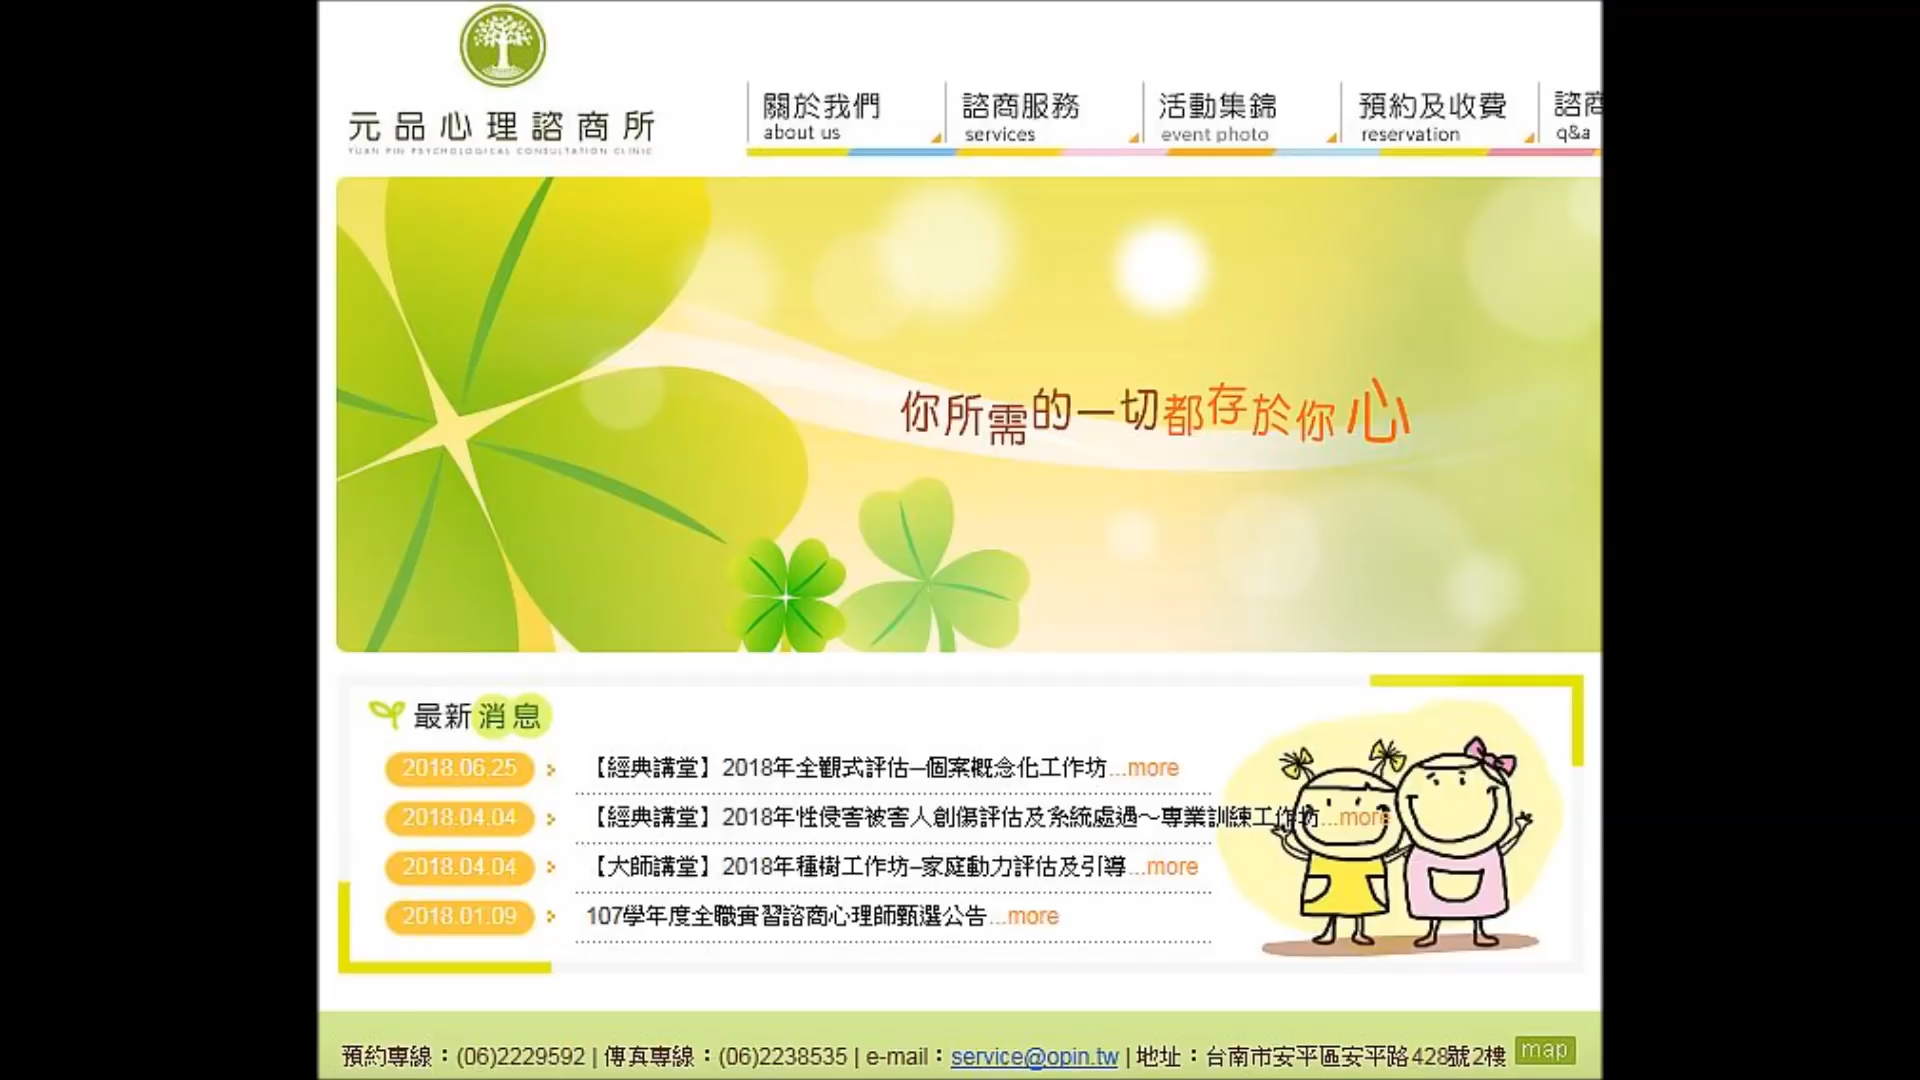 元品心理諮商所
YUAN PIN PSYCHOLOGICAL CONSULTATION CLINIC
關於我們
about us
諮商服務
services
活動集錦
event photo
預約及收費
reservation
諮商
q&a
你所需的一切都存於你心
最新消息
2018.06.25 【經典講堂】2018年全觀式評估–個案概念化工作坊...more
2018.04.04 【經典講堂】2018年性侵害被害人創傷評估及系統處遇～專業訓練工作坊...more
2018.04.04 【大師講堂】2018年種樹工作坊–家庭動力評估及引導...more
2018.01.09 107學年度全職實習諮商心理師甄選公告...more
預約專線：(06)2229592 | 傳真專線：(06)2238535 | e-mail：service@opin.tw | 地址：台南市安平區安平路428號2樓 map